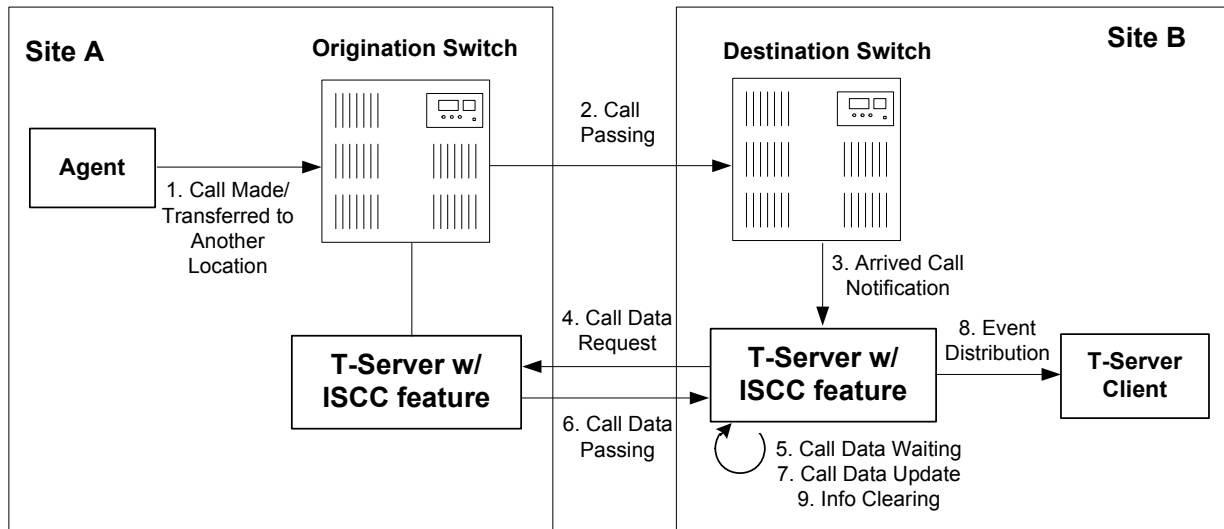 Site A
Origination Switch
Agent
1. Call Made/
Transferred to
Another
Location
2. Call
Passing
Site B
Destination Switch
3. Arrived Call
Notification
4. Call Data
Request
T-Server w/
ISCC feature
6. Call Data
Passing
T-Server w/
ISCC feature
8. Event
Distribution
T-Server
Client
5. Call Data Waiting
7. Call Data Update
9. Info Clearing